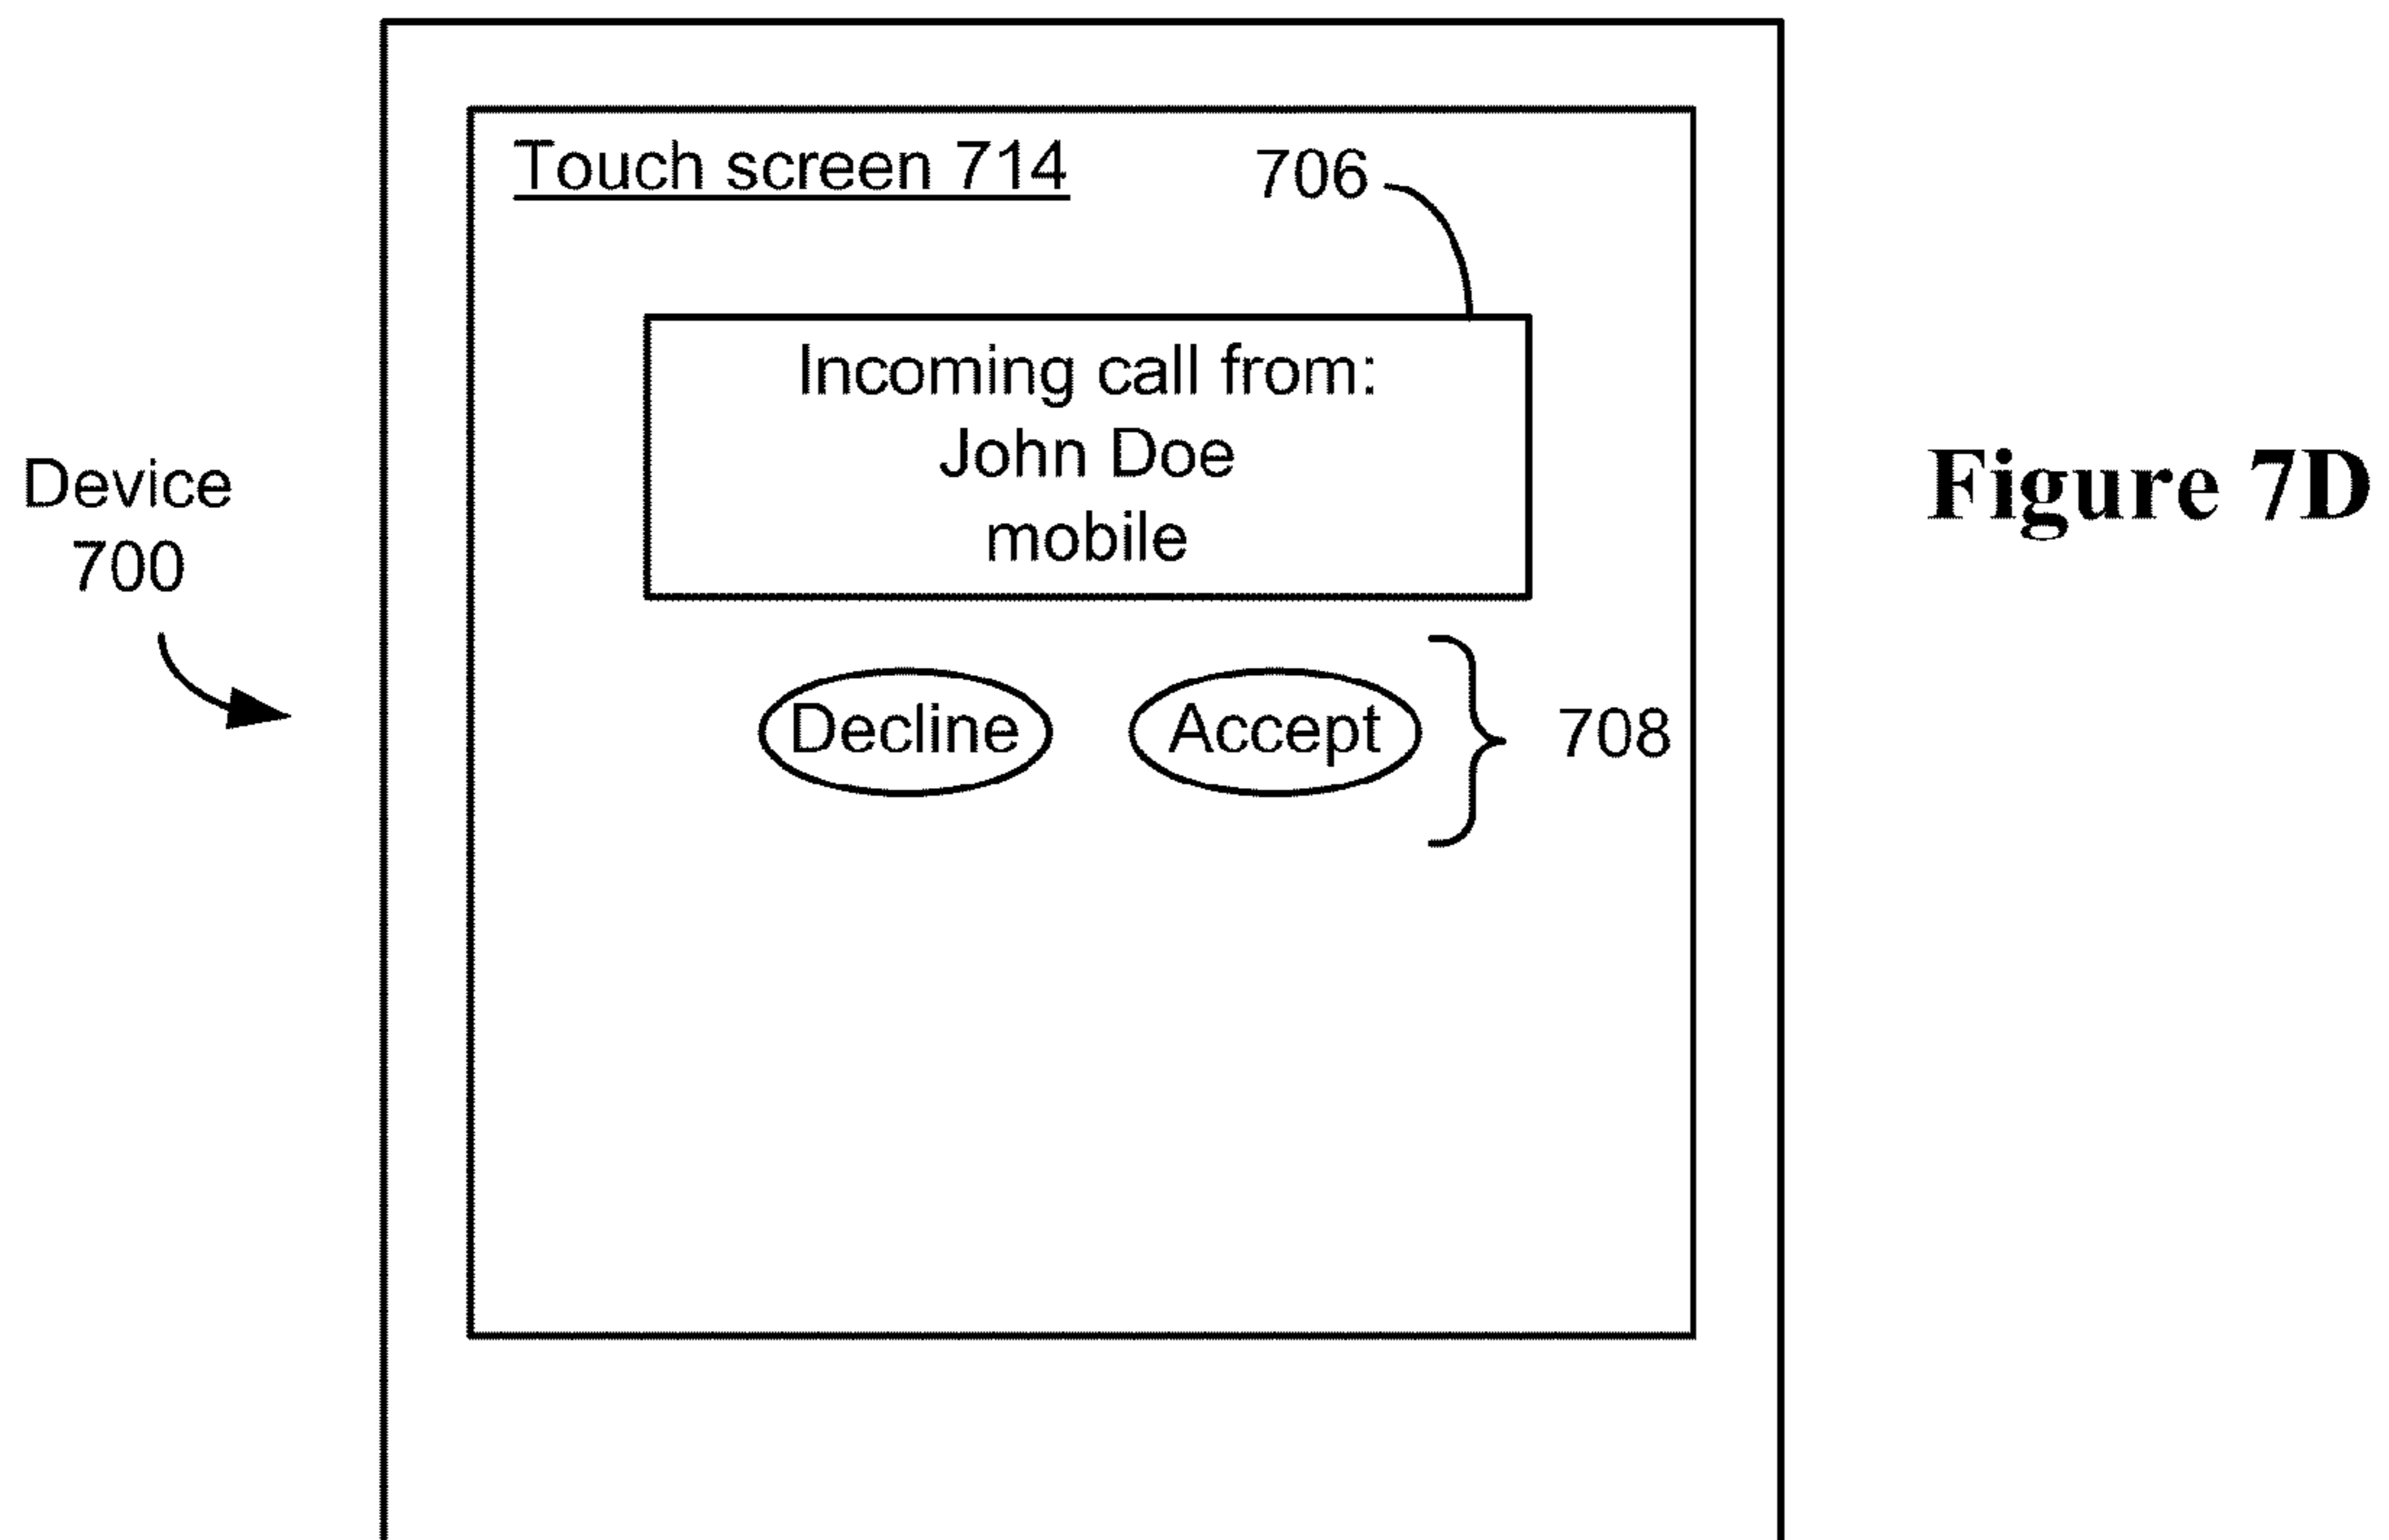 Touch screen 714
706
Incoming call from:
John Doe
mobile
Device
700
Decline
Accept
708
Figure 7D